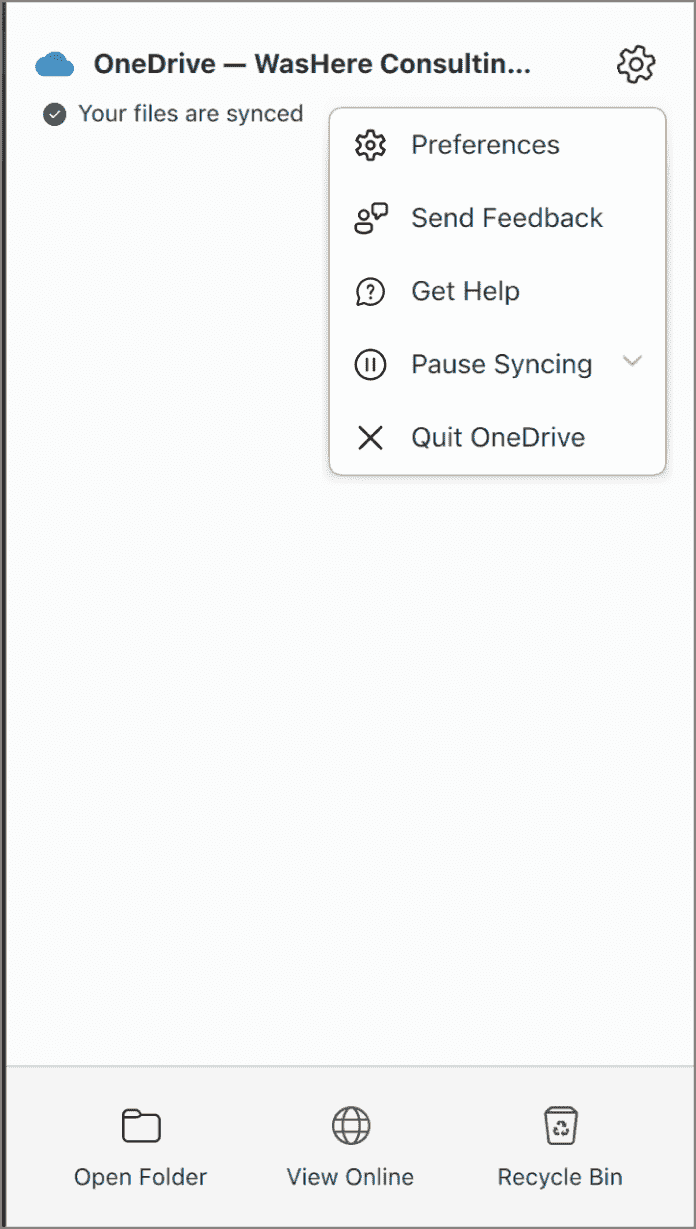 OneDrive — WasHere Consultin...
Your files are synced
Preferences
Send Feedback
Get Help
Pause Syncing
Quit OneDrive
Open Folder
View Online
Recycle Bin